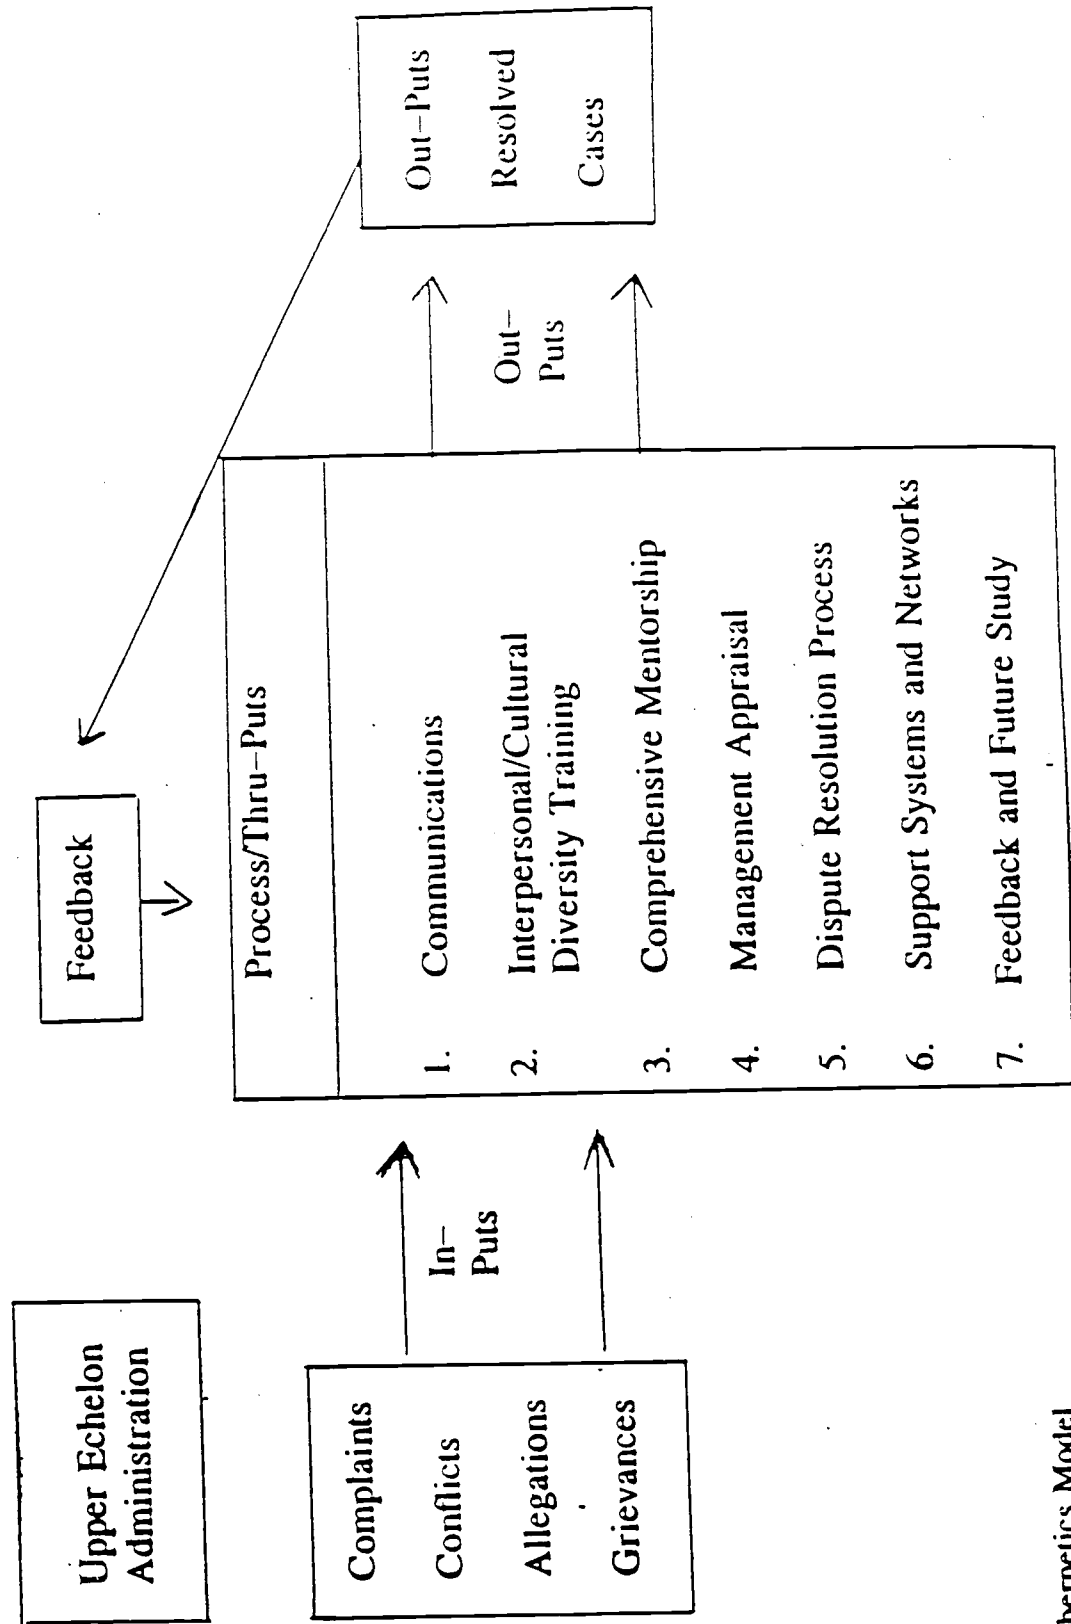 Upper Echelon
Administration
Feedback
Complaints
Conflicts
Allegations
Grievances
In–
Puts
Process/Thru–Puts
1. Communications
2. Interpersonal/Cultural
Diversity Training
3. Comprehensive Mentorship
4. Management Appraisal
5. Dispute Resolution Process
6. Support Systems and Networks
7. Feedback and Future Study
Out–
Puts
Out–Puts
Resolved
Cases
Model